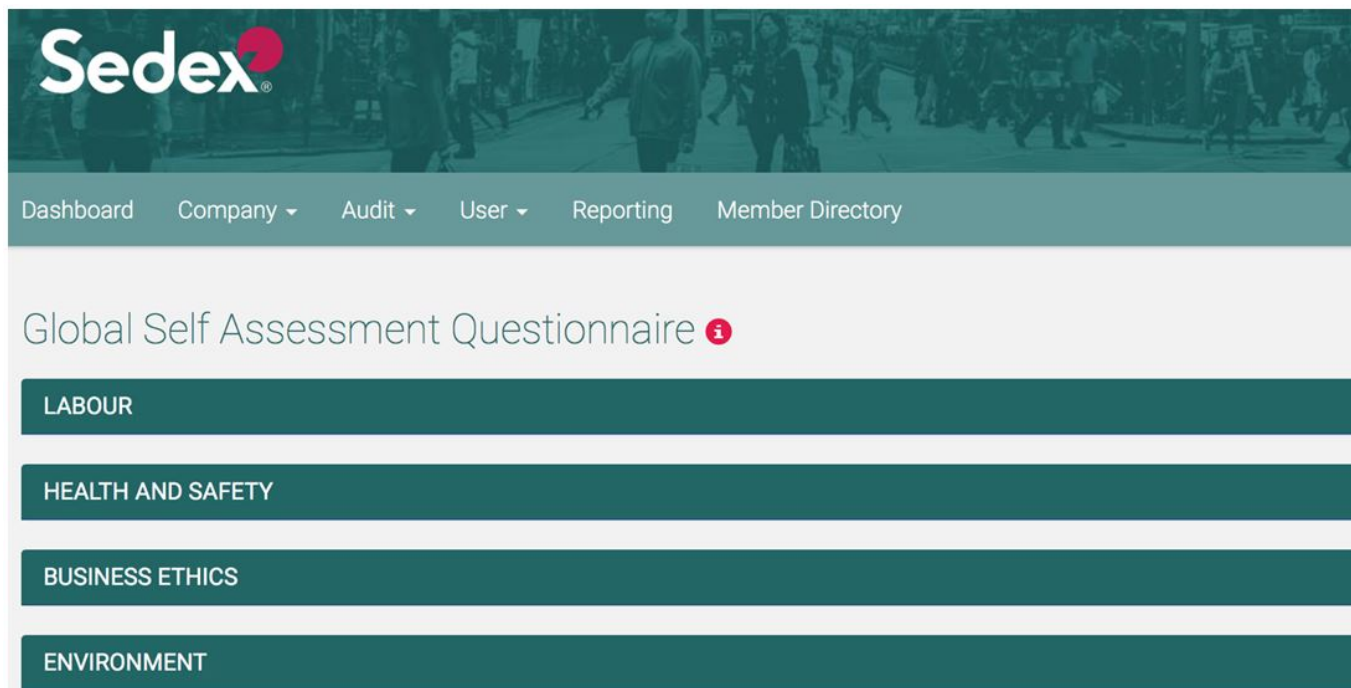 Sedex®
Dashboard Company Audit User Reporting Member Directory
Global Self Assessment Questionnaire
LABOUR
HEALTH AND SAFETY
BUSINESS ETHICS
ENVIRONMENT